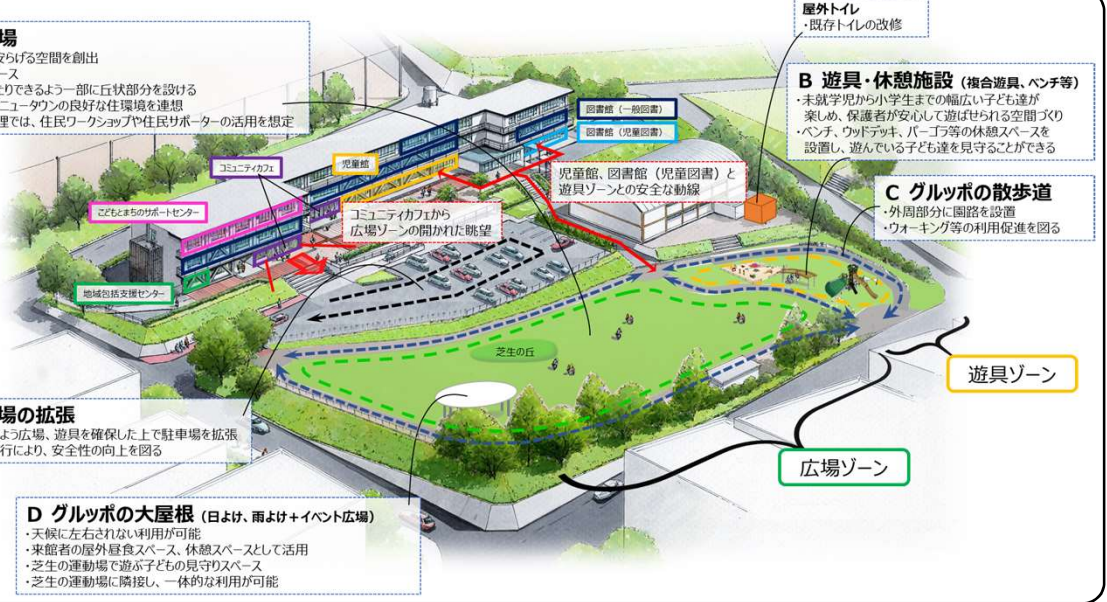 場
安らげる空間を創出
ース
たりできるよう一部に丘状部分を設ける
ニュータウンの良好な住環境を連想
理では、住民ワークショップや住民サポーターの活用を想定
屋外トイレ
・既存トイレの改修
B 遊具・休憩施設（複合遊具、ベンチ等）
・未就学児から小学生までの幅広い子ども達が
楽しめ、保護者が安心して遊ばせられる空間づくり
・ベンチ、ウッドデッキ、パーゴラ等の休憩スペースを
設置し、遊んでいる子ども達を見守ることができる
C グルッポの散歩道
・外周部分に園路を設置
・ウォーキング等の利用促進を図る
図書館（一般図書）
図書館（児童図書）
児童館
コミュニティカフェ
こどもとまちのサポートセンター
地域包括支援センター
児童館、図書館（児童図書）と
遊具ゾーンとの安全な動線
コミュニティカフェから
広場ゾーンの開かれた眺望
芝生の丘
遊具ゾーン
広場ゾーン
場の拡張
よう広場、遊具を確保した上で駐車場を拡張
行により、安全性の向上を図る
D グルッポの大屋根（日よけ、雨よけ+イベント広場）
・天候に左右されない利用が可能
・来館者の屋外昼食スペース、休憩スペースとして活用
・芝生の運動場で遊ぶ子どもの見守りスペース
・芝生の運動場に隣接し、一体的な利用が可能